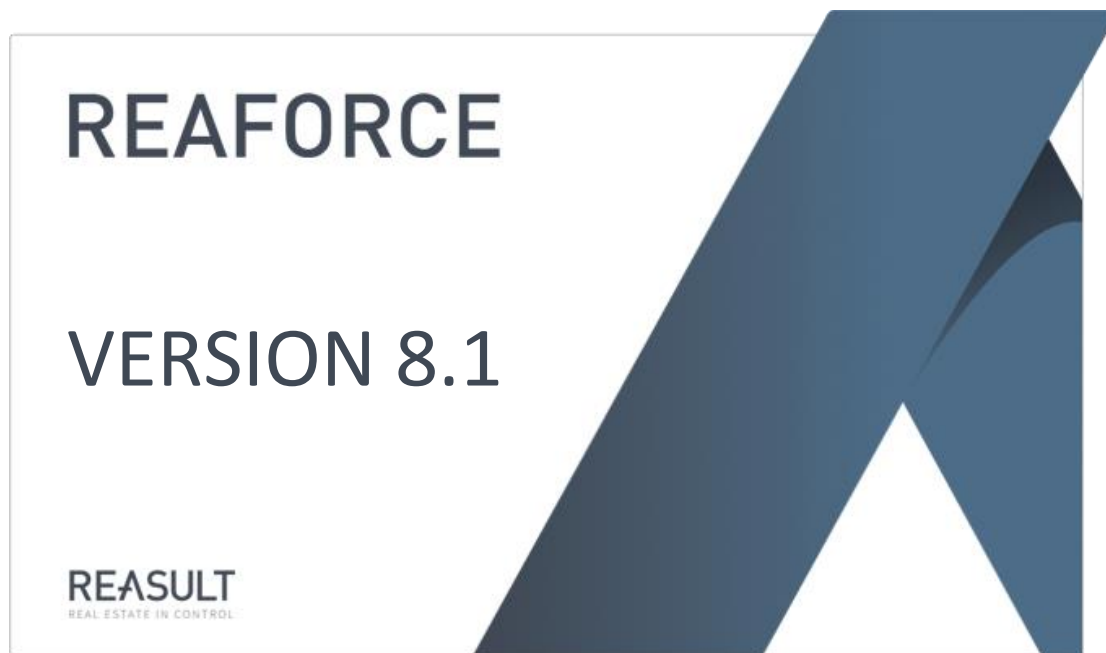 REAFORCE
VERSION 8.1
REASULT
REAL ESTATE IN CONTROL